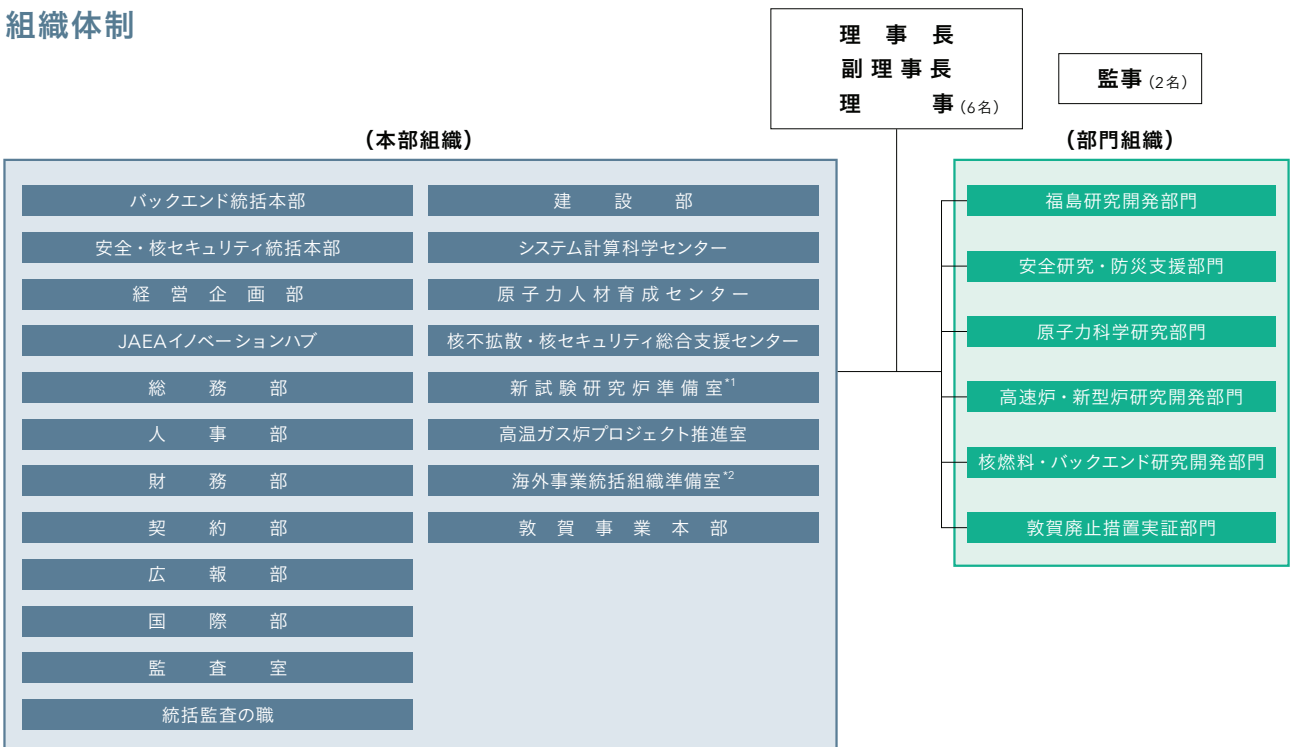 組織体制
理事長
副理事長
理事(6名)
監事(2名)
(本部組織)
バックエンド統括本部
安全・核セキュリティ統括本部
経営企画部
JAEAイノベーションハブ
総務部
人事部
財務部
契約部
広報部
国際部
監査室
統括監査の職
建設部
システム計算科学センター
原子力人材育成センター
核不拡散・核セキュリティ総合支援センター
新試験研究炉準備室*1
高温ガス炉プロジェクト推進室
海外事業統括組織準備室*2
敦賀事業本部
(部門組織)
福島研究開発部門
安全研究・防災支援部門
原子力科学研究部門
高速炉・新型炉研究開発部門
核燃料・バックエンド研究開発部門
敦賀廃止措置実証部門